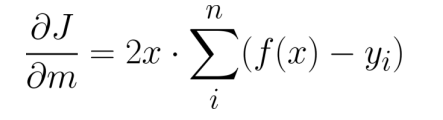 ∂J/∂m = 2x · ∑_i^n (f(x) − y_i)